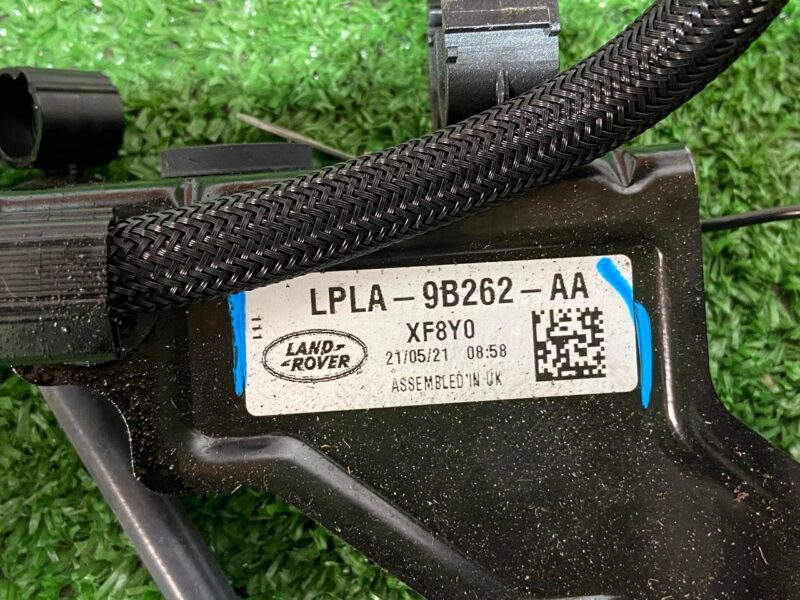 LPLA-9B262-AA
XF8Y0
LAND-
-ROVER
21/05/21 08:58
ASSEMBLED IN UK